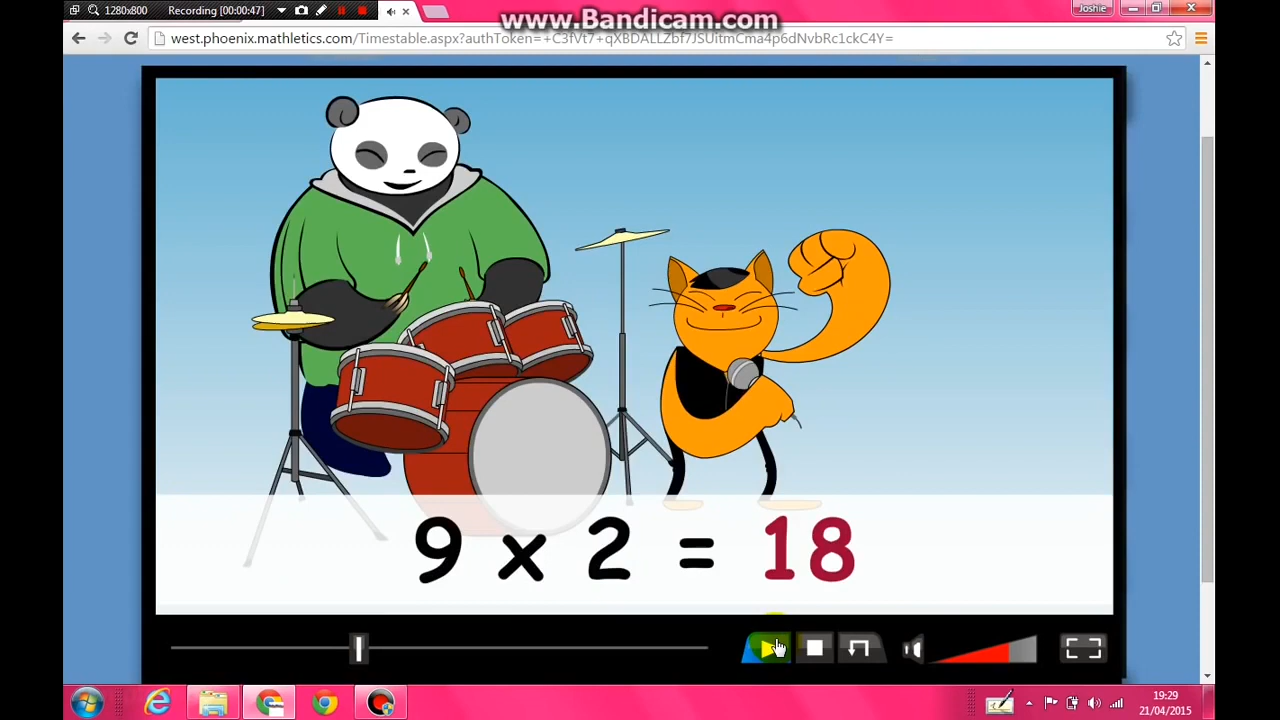 1280x800 Recording [00:00:47] www.Bandicam.com Joshie
west.phoenix.mathletics.com/Timestable.aspx?authToken=+C3fVt7+qXBDALLZbf7JSUitmCma4p6dNvbRc1ckC4Y=
9 x 2 = 18
19:29
21/04/2015